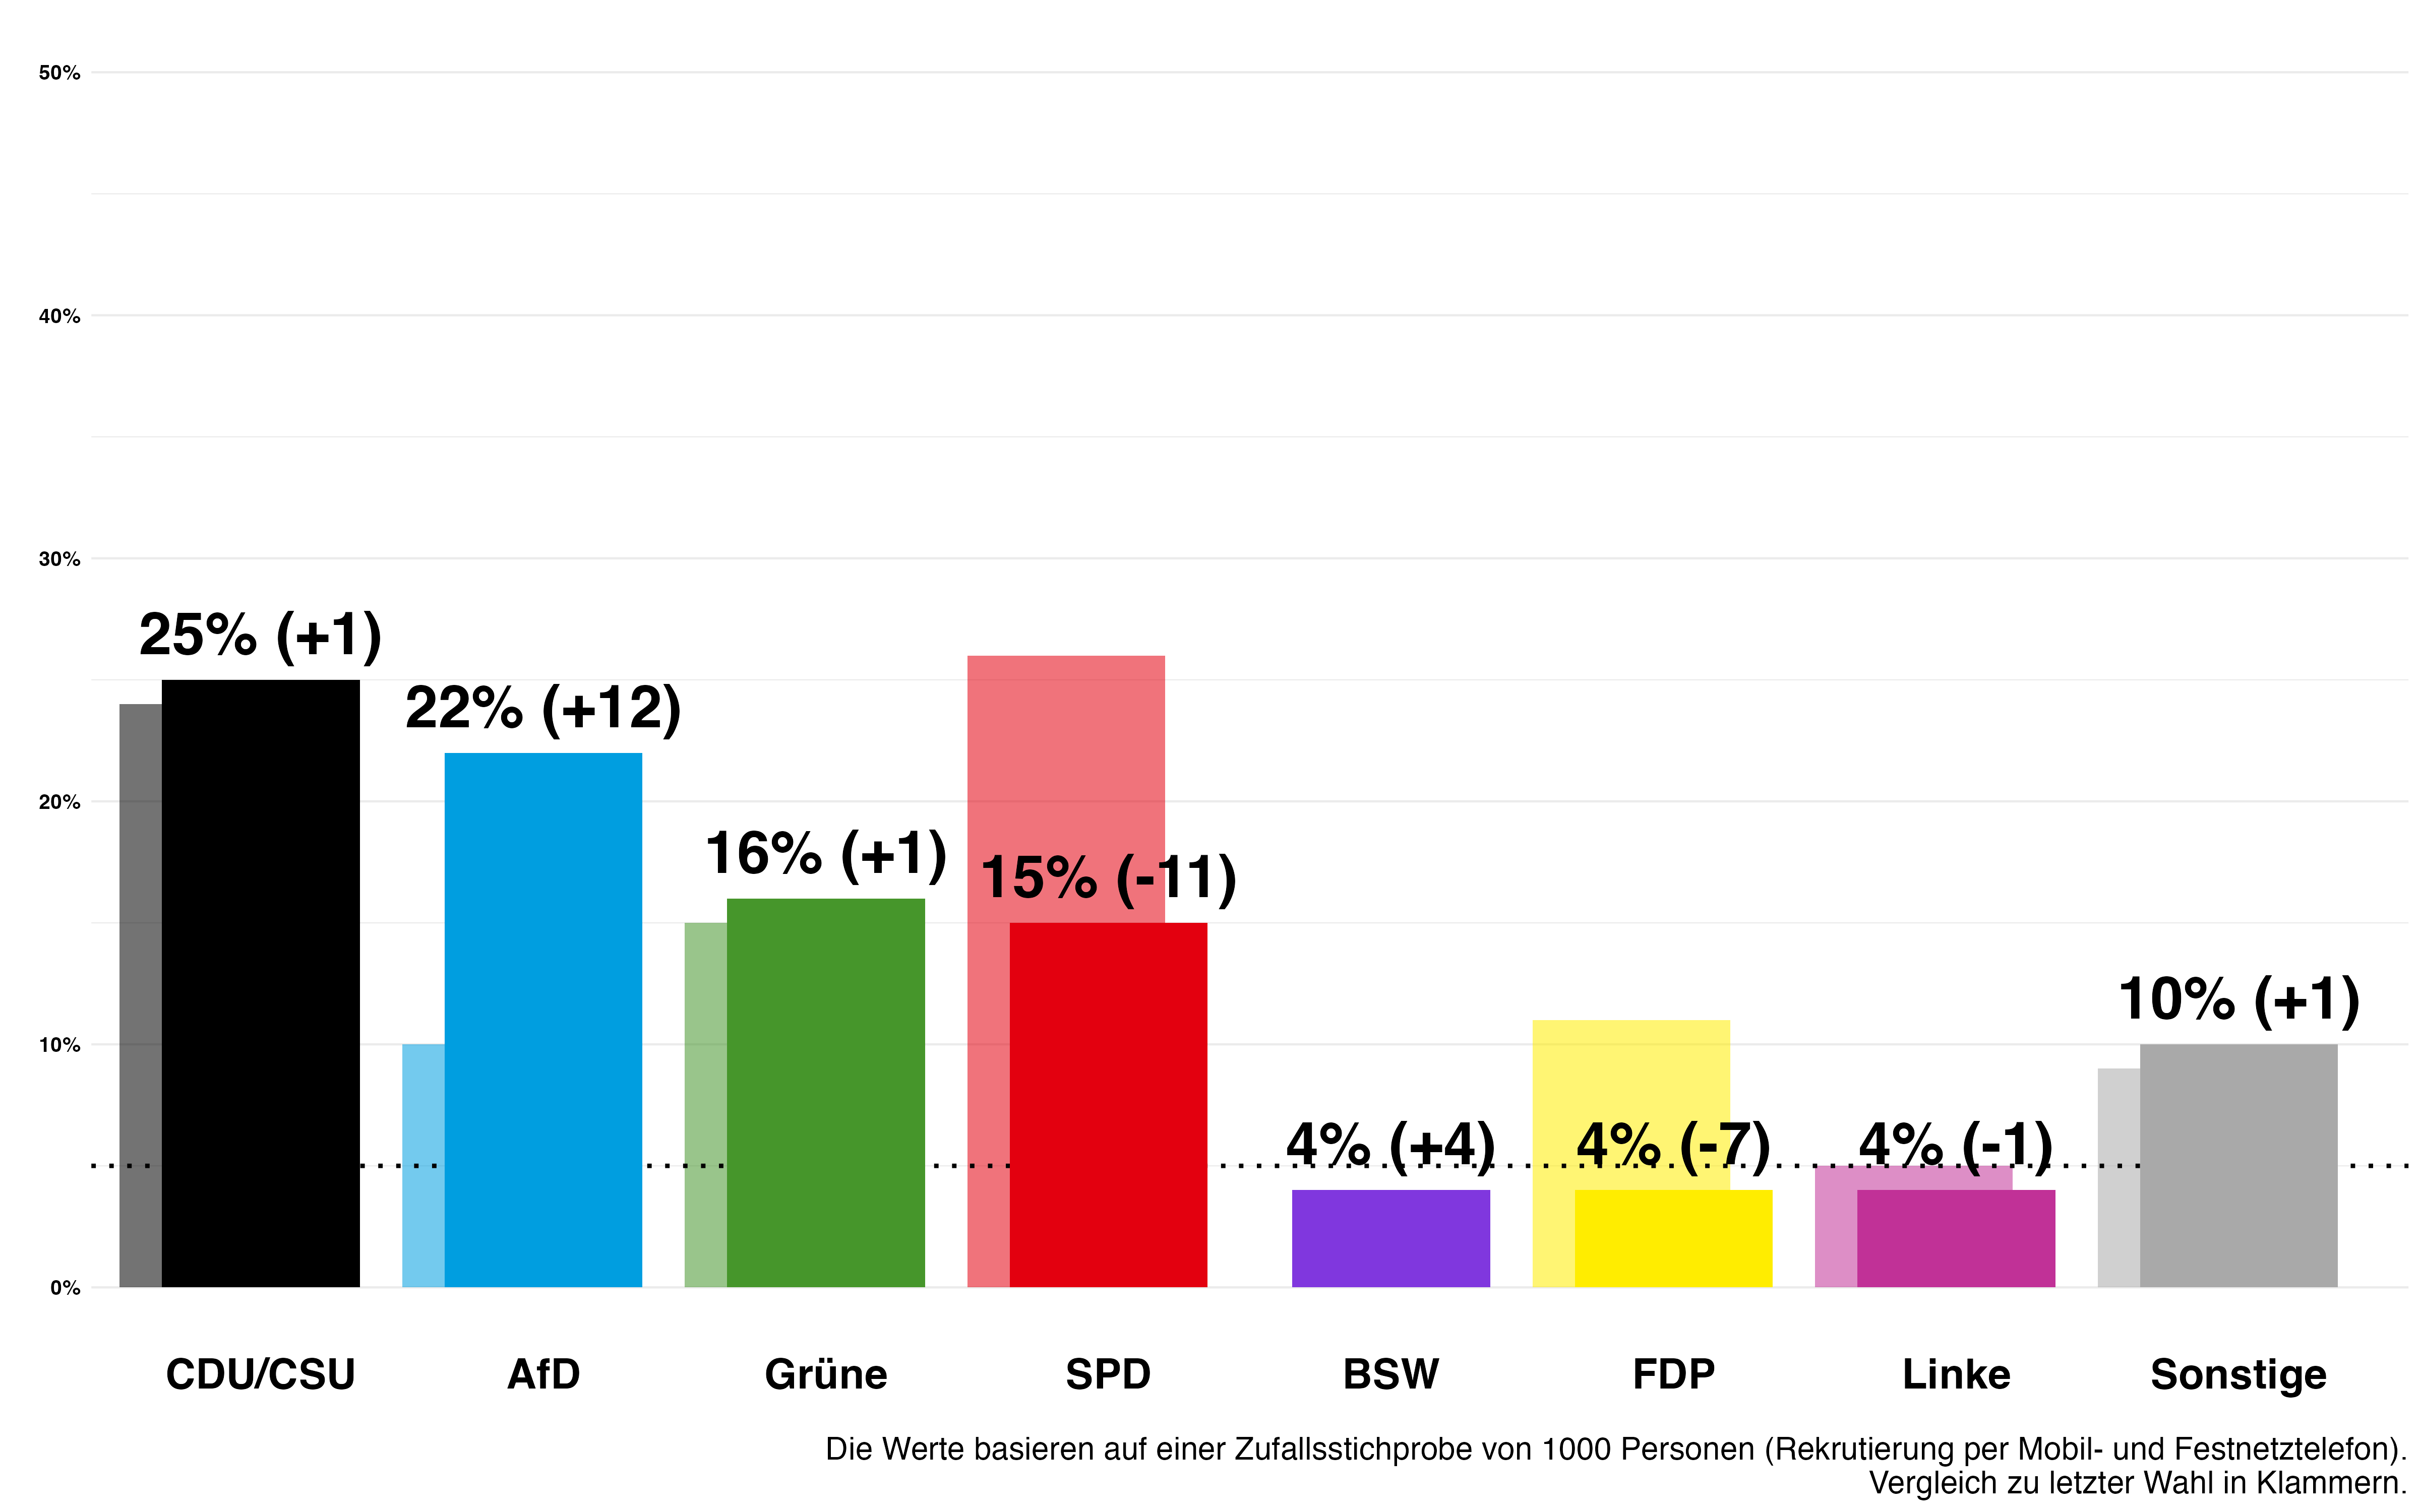 50%
40%
30%
20%
10%
0%
25% (+1)
22% (+12)
16% (+1)
15% (-11)
4% (+4)
4% (-7)
4% (-1)
10% (+1)
CDU/CSU
AfD
Grüne
SPD
BSW
FDP
Linke
Sonstige
Die Werte basieren auf einer Zufallsstichprobe von 1000 Personen (Rekrutierung per Mobil- und Festnetztelefon).
Vergleich zu letzter Wahl in Klammern.